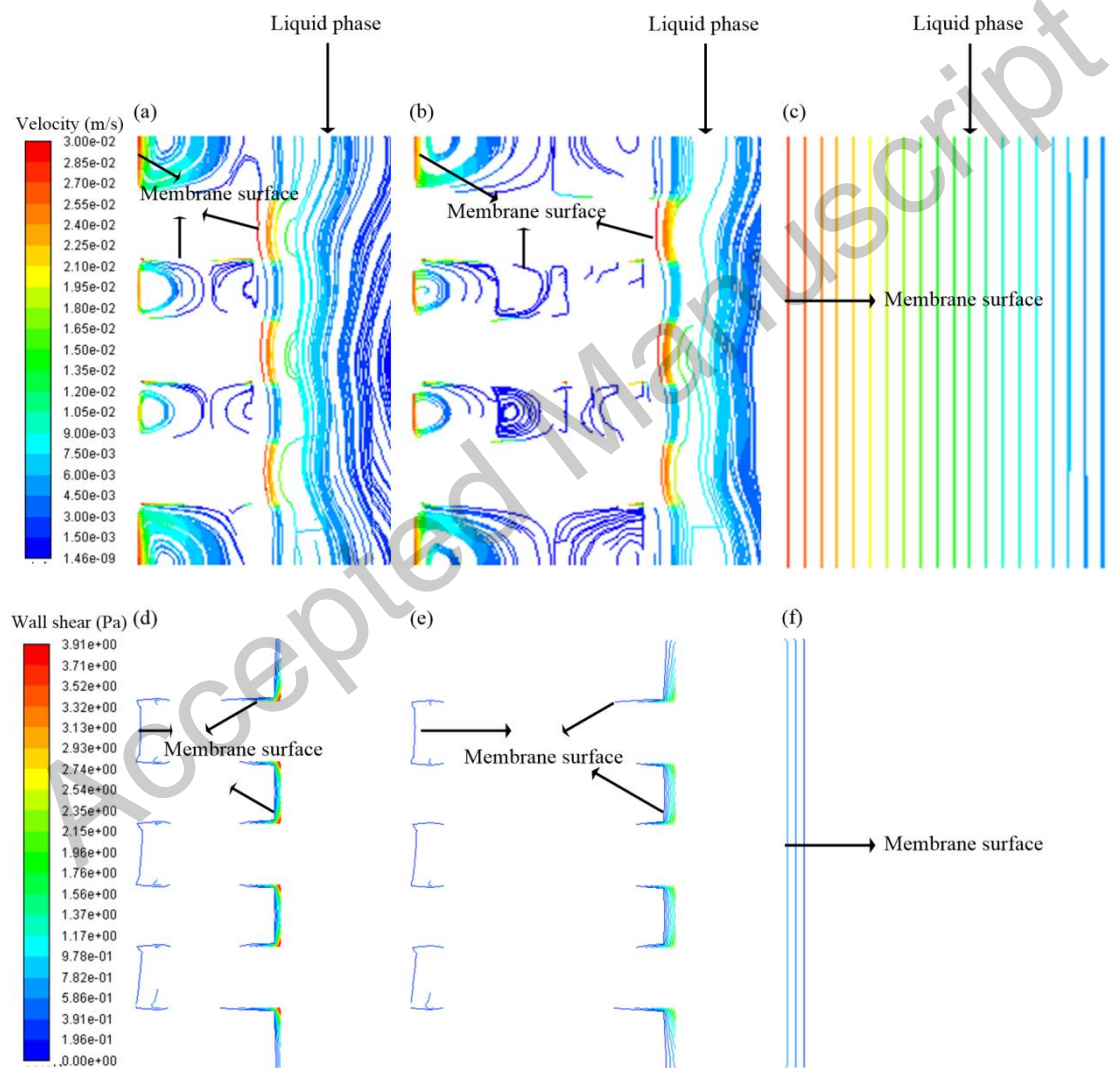 Liquid phase
Liquid phase
Liquid phase
(a)
(b)
(c)
Velocity (m/s)
3.00e-02
2.85e-02
2.70e-02
2.55e-02
2.40e-02
2.25e-02
2.10e-02
1.95e-02
1.80e-02
1.65e-02
1.50e-02
1.35e-02
1.20e-02
1.05e-02
9.00e-03
7.50e-03
6.00e-03
4.50e-03
3.00e-03
1.50e-03
1.46e-09
Membrane surface
Membrane surface
Membrane surface
Wall shear (Pa)
(d)
(e)
(f)
3.91e+00
3.71e+00
3.52e+00
3.32e+00
3.13e+00
2.93e+00
2.74e+00
2.54e+00
2.35e+00
2.15e+00
1.96e+00
1.76e+00
1.56e+00
1.37e+00
1.17e+00
9.78e-01
7.82e-01
5.86e-01
3.91e-01
1.96e-01
0.00e+00
Membrane surface
Membrane surface
Membrane surface
Accepted Manuscript